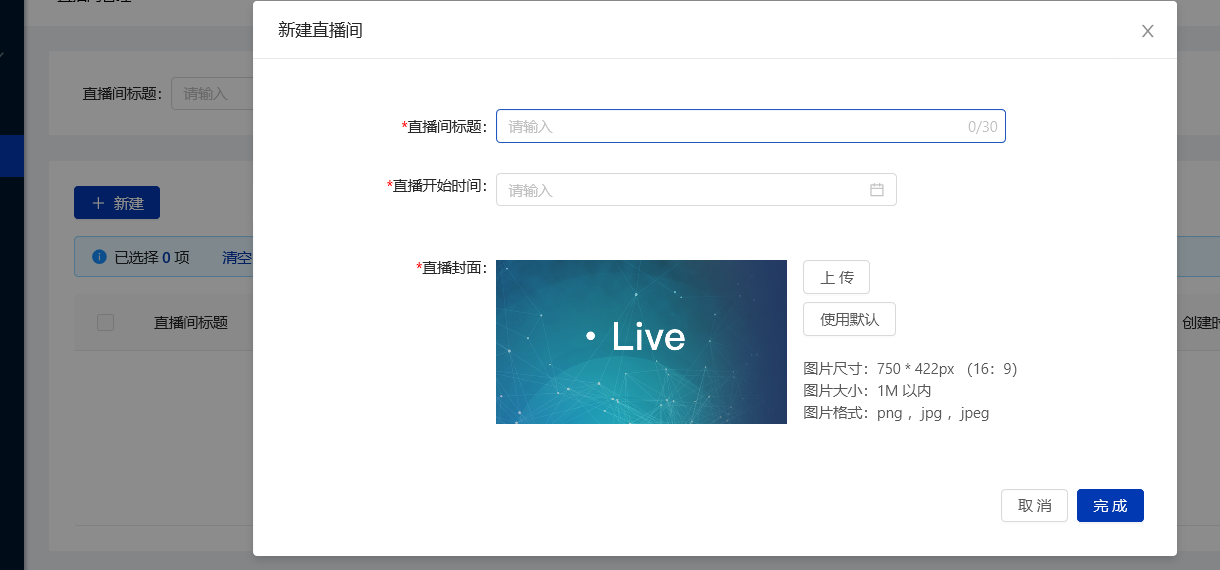 新建直播间
直播间标题： 请输入
*直播间标题： 请输入 0/30
*直播开始时间： 请输入
新建
已选择 0 项 清空
*直播封面：
• Live
上 传
使用默认
直播间标题
创建时
图片尺寸：750 * 422px （16：9）
图片大小：1M 以内
图片格式：png ，jpg ，jpeg
取 消 完 成